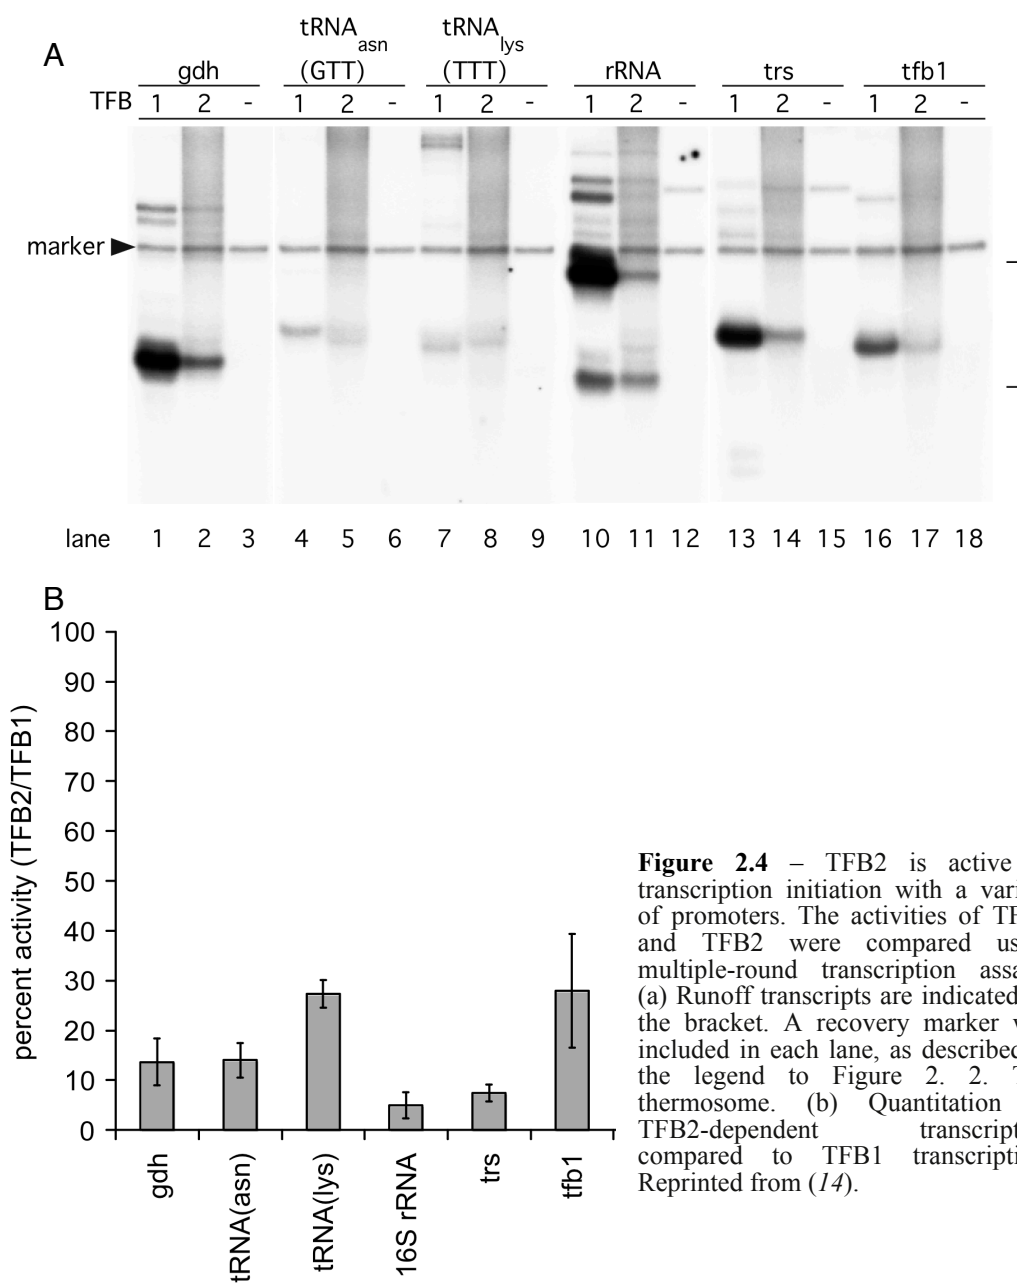 A
gdh tRNA asn (GTT) tRNA lys (TTT) rRNA trs tfb1
TFB 1 2 - 1 2 - 1 2 - 1 2 - 1 2 - 1 2 -
marker
lane 1 2 3 4 5 6 7 8 9 10 11 12 13 14 15 16 17 18
B
percent activity (TFB2/TFB1)
100
90
80
70
60
50
40
30
20
10
0
gdh
tRNA(asn)
tRNA(lys)
16S rRNA
trs
tfb1
Figure 2.4 – TFB2 is active
transcription initiation with a vari
of promoters. The activities of TF
and TFB2 were compared us
multiple-round transcription assa
(a) Runoff transcripts are indicated
the bracket. A recovery marker
included in each lane, as described
the legend to Figure 2. 2.
thermosome. (b) Quantitation
TFB2-dependent transcript
compared to TFB1 transcripti
Reprinted from (14).